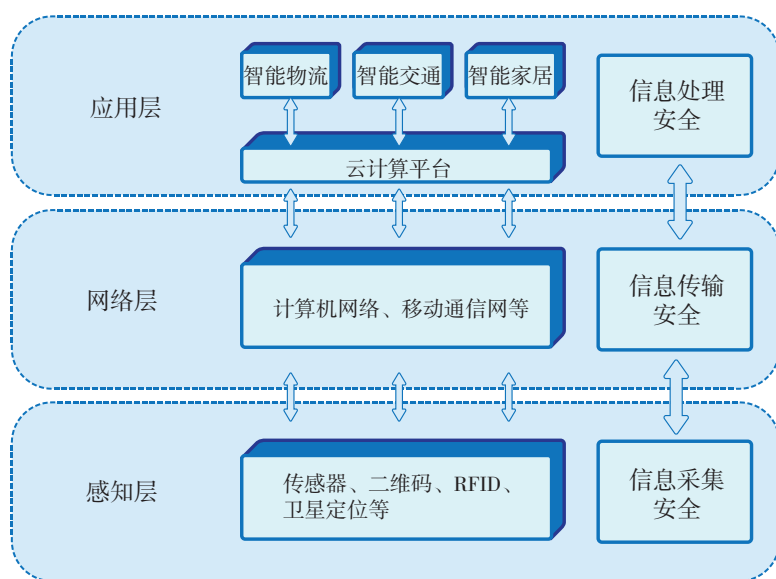 智能物流 智能交通 智能家居
应用层
信息处理
安全
云计算平台
网络层
计算机网络、移动通信网等
信息传输
安全
感知层
传感器、二维码、RFID、
卫星定位等
信息采集
安全